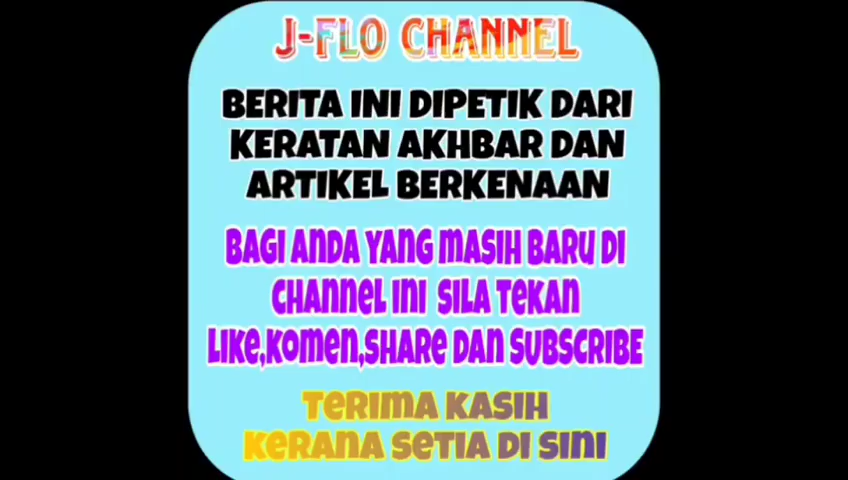 J-FLO CHANNEL
BERITA INI DIPETIK DARI
KERATAN AKHBAR DAN
ARTIKEL BERKENAAN
BAGI ANDA YANG MASIH BARU DI
CHANNEL INI SILA TEKAN
LIKE,KOMEN,SHARE DAN SUBSCRIBE
TERIMA KASIH
KERANA SETIA DI SINI